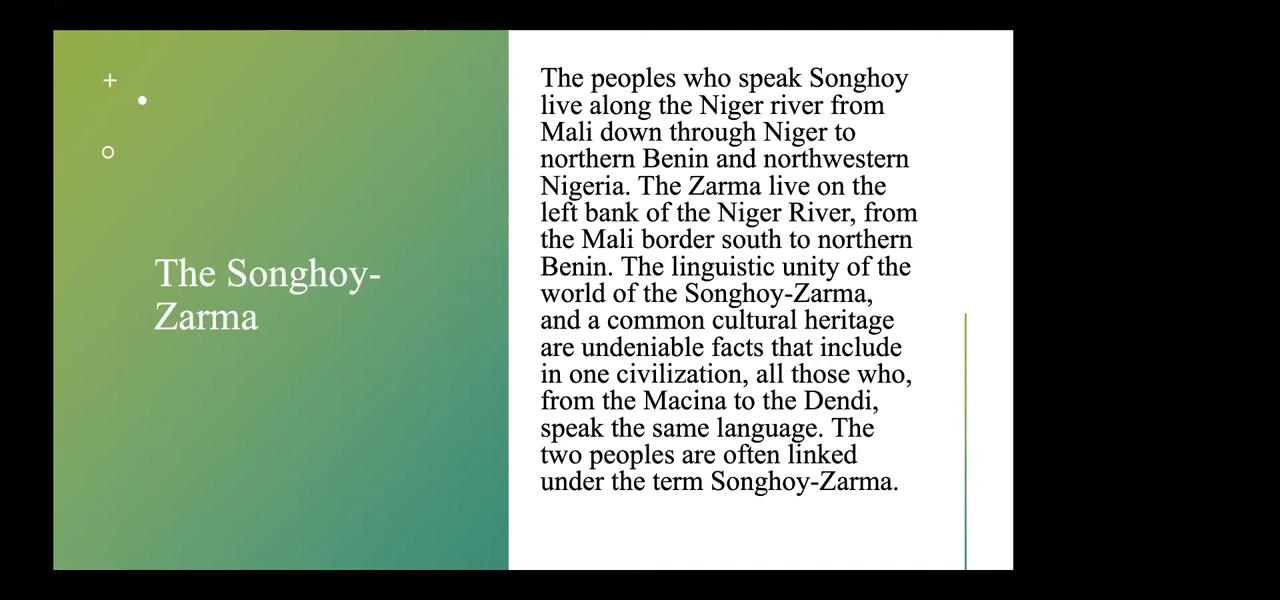 The Songhoy-
Zarma
The peoples who speak Songhoy
live along the Niger river from
Mali down through Niger to
northern Benin and northwestern
Nigeria. The Zarma live on the
left bank of the Niger River, from
the Mali border south to northern
Benin. The linguistic unity of the
world of the Songhoy-Zarma,
and a common cultural heritage
are undeniable facts that include
in one civilization, all those who,
from the Macina to the Dendi,
speak the same language. The
two peoples are often linked
under the term Songhoy-Zarma.